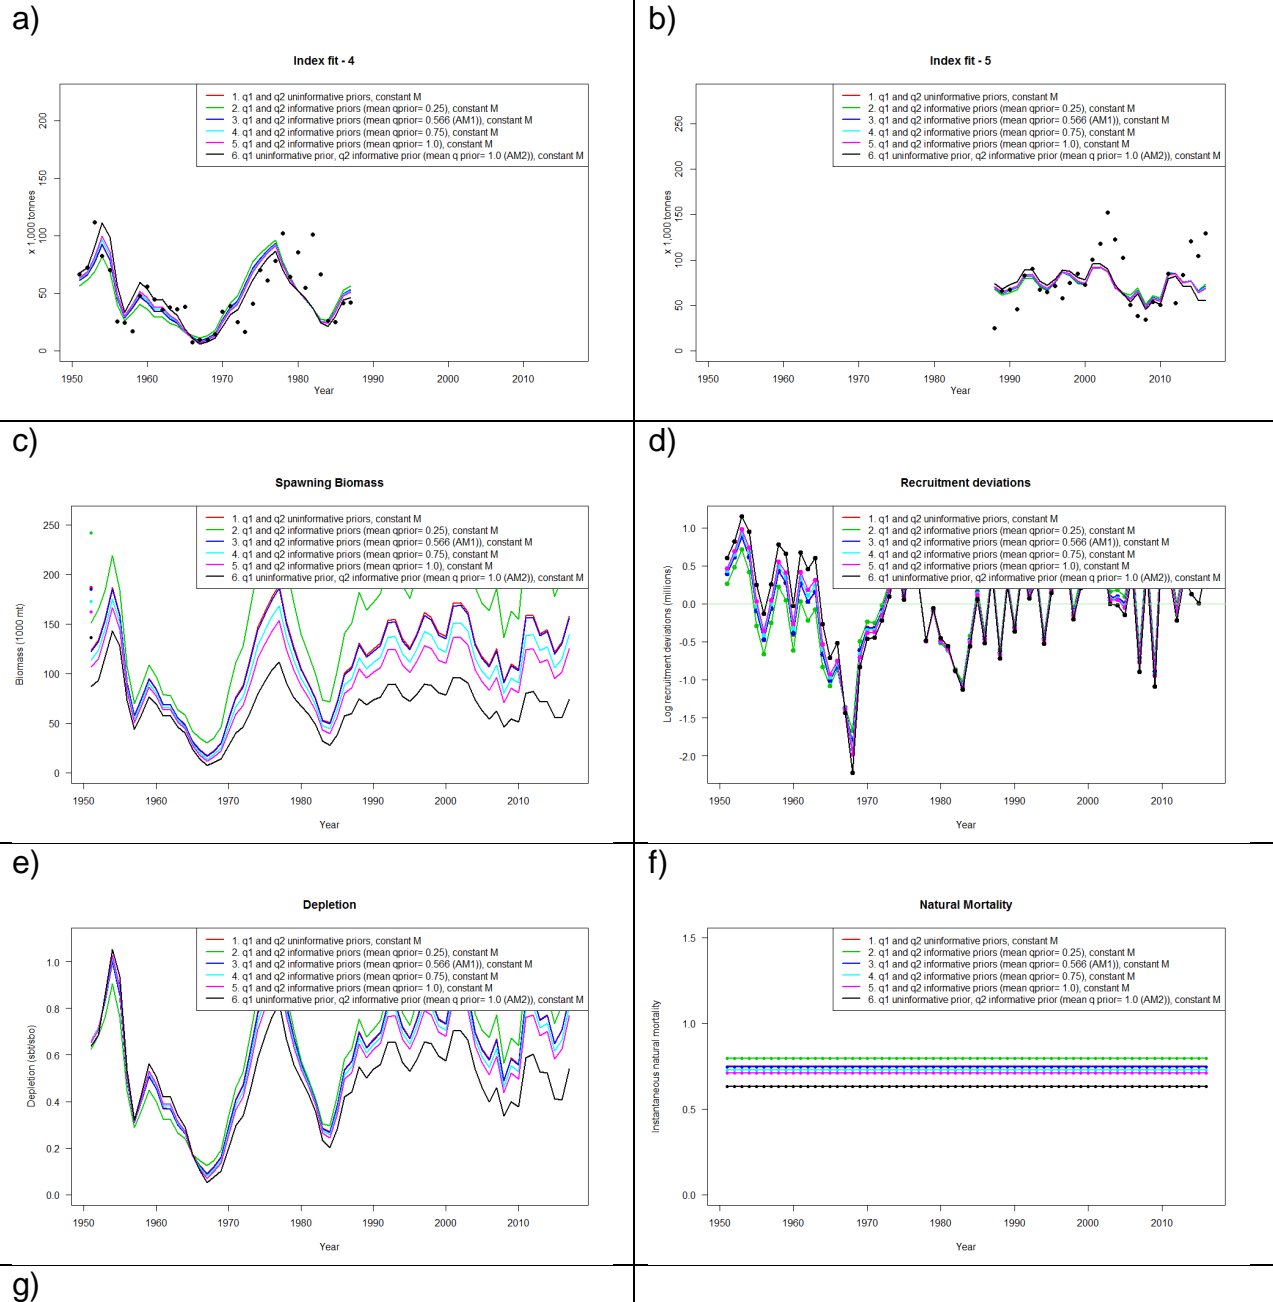 a)
Index fit - 4
1. q1 and q2 uninformative priors, constant M
2. q1 and q2 informative priors (mean qprior= 0.25), constant M
3. q1 and q2 informative priors (mean qprior= 0.566 (AM1)), constant M
4. q1 and q2 informative priors (mean qprior= 0.75), constant M
5. q1 and q2 informative priors (mean qprior= 1.0), constant M
6. q1 uninformative prior, q2 informative prior (mean q prior= 1.0 (AM2)), constant M
x 1,000 tonnes
200
150
100
50
0
1950 1960 1970 1980 1990 2000 2010
Year
b)
Index fit - 5
1. q1 and q2 uninformative priors, constant M
2. q1 and q2 informative priors (mean qprior= 0.25), constant M
3. q1 and q2 informative priors (mean qprior= 0.566 (AM1)), constant M
4. q1 and q2 informative priors (mean qprior= 0.75), constant M
5. q1 and q2 informative priors (mean qprior= 1.0), constant M
6. q1 uninformative prior, q2 informative prior (mean q prior= 1.0 (AM2)), constant M
x 1,000 tonnes
250
200
150
100
50
0
1950 1960 1970 1980 1990 2000 2010
Year
c)
Spawning Biomass
1. q1 and q2 uninformative priors, constant M
2. q1 and q2 informative priors (mean qprior= 0.25), constant M
3. q1 and q2 informative priors (mean qprior= 0.566 (AM1)), constant M
4. q1 and q2 informative priors (mean qprior= 0.75), constant M
5. q1 and q2 informative priors (mean qprior= 1.0), constant M
6. q1 uninformative prior, q2 informative prior (mean q prior= 1.0 (AM2)), constant M
Biomass (1000 mt)
250
200
150
100
50
0
1950 1960 1970 1980 1990 2000 2010
Year
d)
Recruitment deviations
1. q1 and q2 uninformative priors, constant M
2. q1 and q2 informative priors (mean qprior= 0.25), constant M
3. q1 and q2 informative priors (mean qprior= 0.566 (AM1)), constant M
4. q1 and q2 informative priors (mean qprior= 0.75), constant M
5. q1 and q2 informative priors (mean qprior= 1.0), constant M
6. q1 uninformative prior, q2 informative prior (mean q prior= 1.0 (AM2)), constant M
Log recruitment deviations (millions)
1.0
0.5
0.0
-0.5
-1.0
-1.5
-2.0
1950 1960 1970 1980 1990 2000 2010
Year
e)
Depletion
1. q1 and q2 uninformative priors, constant M
2. q1 and q2 informative priors (mean qprior= 0.25), constant M
3. q1 and q2 informative priors (mean qprior= 0.566 (AM1)), constant M
4. q1 and q2 informative priors (mean qprior= 0.75), constant M
5. q1 and q2 informative priors (mean qprior= 1.0), constant M
6. q1 uninformative prior, q2 informative prior (mean q prior= 1.0 (AM2)), constant M
Depletion (sbt/sbo)
1.0
0.8
0.6
0.4
0.2
0.0
1950 1960 1970 1980 1990 2000 2010
Year
f)
Natural Mortality
1. q1 and q2 uninformative priors, constant M
2. q1 and q2 informative priors (mean qprior= 0.25), constant M
3. q1 and q2 informative priors (mean qprior= 0.566 (AM1)), constant M
4. q1 and q2 informative priors (mean qprior= 0.75), constant M
5. q1 and q2 informative priors (mean qprior= 1.0), constant M
6. q1 uninformative prior, q2 informative prior (mean q prior= 1.0 (AM2)), constant M
Instantaneous natural mortality
1.5
1.0
0.5
0.0
1950 1960 1970 1980 1990 2000 2010
Year
g)